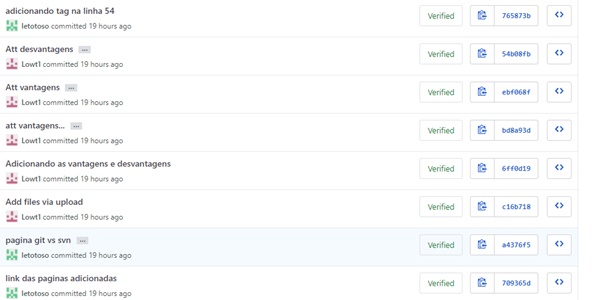 adicionando tag na linha 54
letotoso committed 19 hours ago
Verified
765873b
Att desvantagens ...
Lowt1 committed 19 hours ago
Verified
54b08fb
Att vantagens ...
Lowt1 committed 19 hours ago
Verified
ebf068f
att vantagens... ...
Lowt1 committed 19 hours ago
Verified
bd8a93d
Adicionando as vantagens e desvantagens
Lowt1 committed 19 hours ago
Verified
6ff0d19
Add files via upload
Lowt1 committed 19 hours ago
Verified
c16b718
pagina git vs svn ...
letotoso committed 19 hours ago
Verified
a4376f5
link das paginas adicionadas
letotoso committed 19 hours ago
Verified
709365d